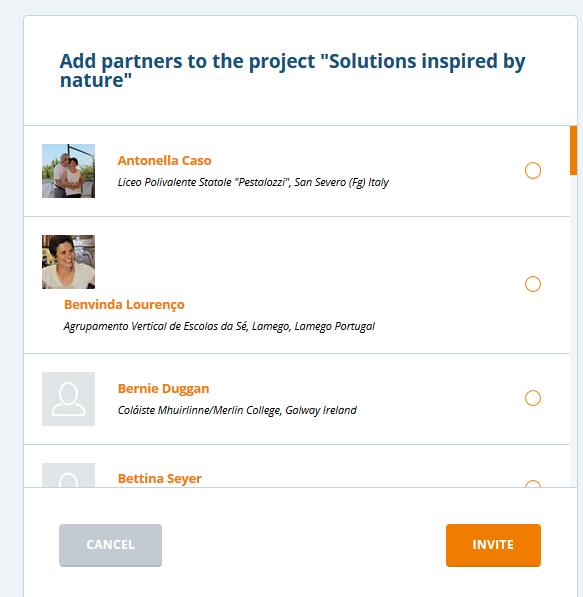 Add partners to the project "Solutions inspired by
nature"
Antonella Caso
Liceo Polivalente Statale "Pestalozzi", San Severo (Fg) Italy
Benvinda Lourenço
Agrupamento Vertical de Escolas da Sé, Lamego, Lamego Portugal
Bernie Duggan
Coláiste Mhuirlinne/Merlin College, Galway Ireland
Bettina Seyer
CANCEL
INVITE